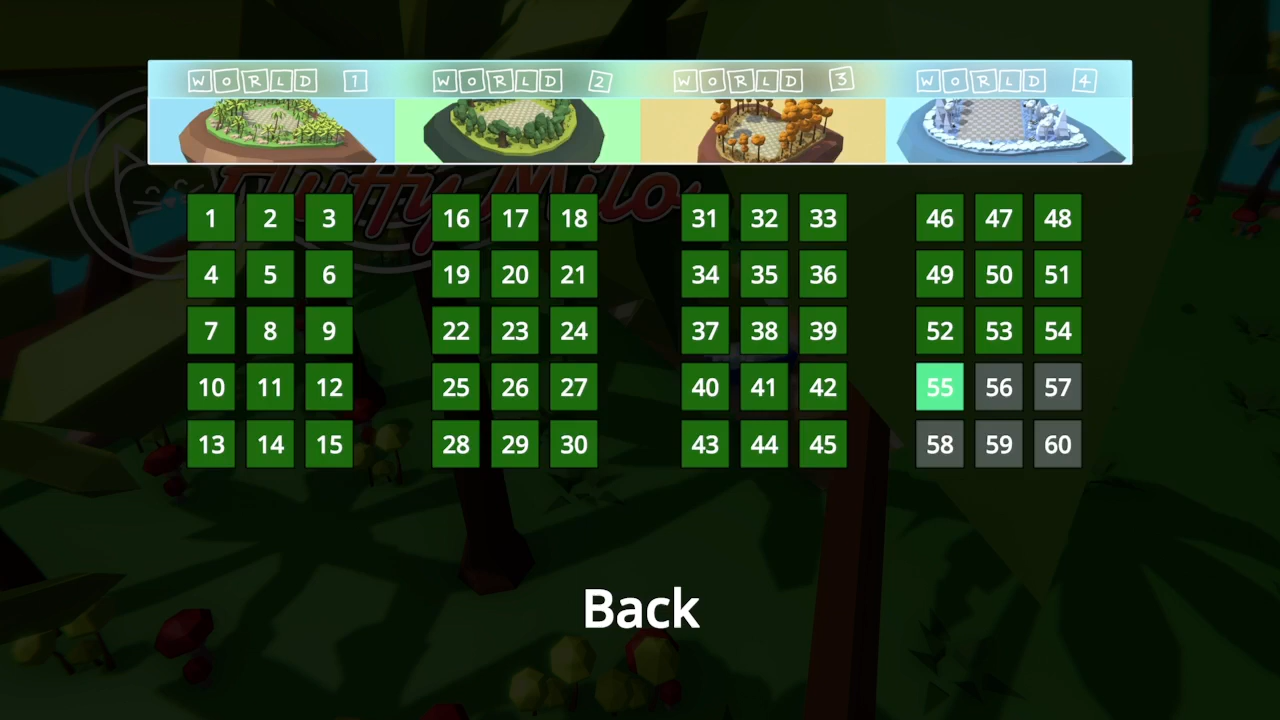 WORLD 1 WORLD 2 WORLD 3 WORLD 4
Fluffy Milo
1 2 3 16 17 18 31 32 33 46 47 48
4 5 6 19 20 21 34 35 36 49 50 51
7 8 9 22 23 24 37 38 39 52 53 54
10 11 12 25 26 27 40 41 42 55 56 57
13 14 15 28 29 30 43 44 45 58 59 60
Back